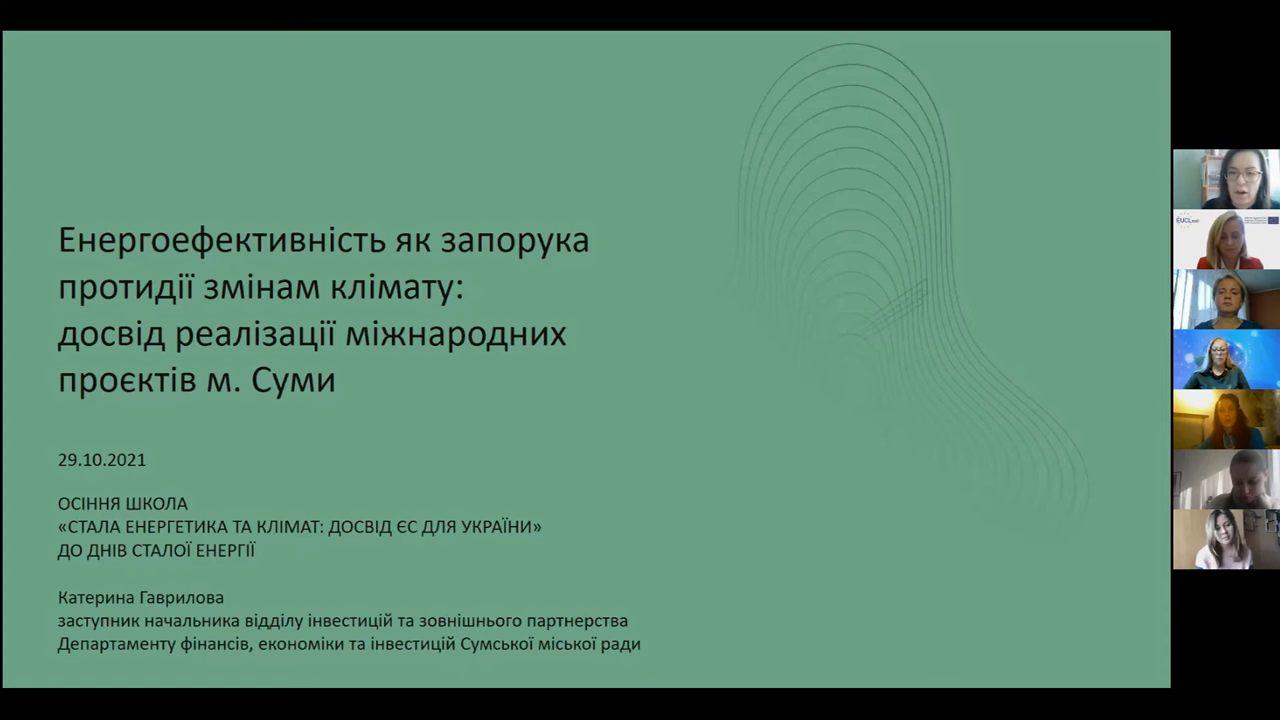 Енергоефективність як запорука
протидії змінам клімату:
досвід реалізації міжнародних
проєктів м. Суми
29.10.2021
ОСІННЯ ШКОЛА
«СТАЛА ЕНЕРГЕТИКА ТА КЛІМАТ: ДОСВІД ЄС ДЛЯ УКРАЇНИ»
ДО ДНІВ СТАЛОЇ ЕНЕРГІЇ
Катерина Гаврилова
заступник начальника відділу інвестицій та зовнішнього партнерства
Департаменту фінансів, економіки та інвестицій Сумської міської ради